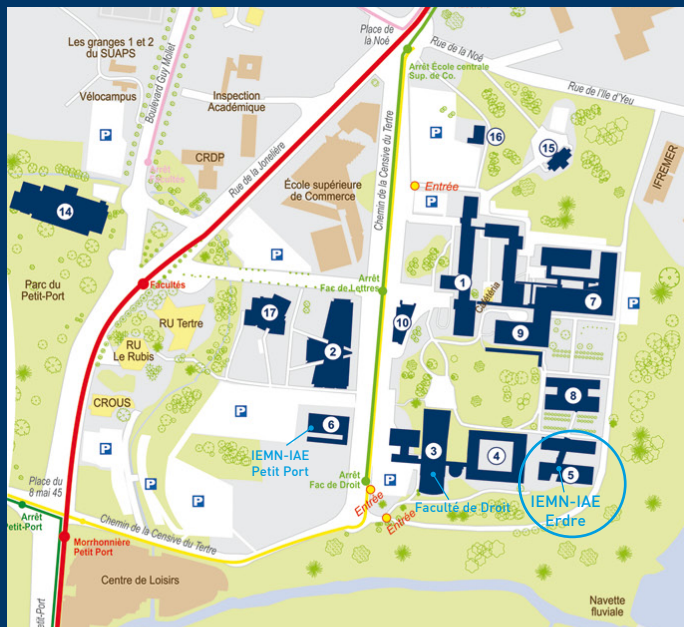 Les granges 1 et 2
du SUAPS
Vélocampus
Boulevard Guy Mollet
Place de
la Noé
Arrêt École centrale
Sup. de Co.
Rue de la Noé
Rue de l'Ile d'Yeu
IFREMER
Inspection
Académique
P
P
P
16
15
CRDP
Rue de la Jonelière
École supérieure
de Commerce
Chemin de la Censive du Tertre
Entrée
P
14
Parc du
Petit-Port
Facultés
P
Arrêt
Fac de Lettres
1
Cafétéria
7
P
RU Tertre
17
10
9
RU
Le Rubis
2
CROUS
8
P
6
IEMN-IAE
Petit Port
3
4
5
Place du
8 mai 45
P
P
Arrêt
Fac de Droit
Entrée
Entrée
Faculté de Droit
IEMN-IAE
Erdre
Arrêt
Petit-Port
Chemin de la Censive du Tertre
Morrhonnière
Petit Port
Centre de Loisirs
Navette
fluviale